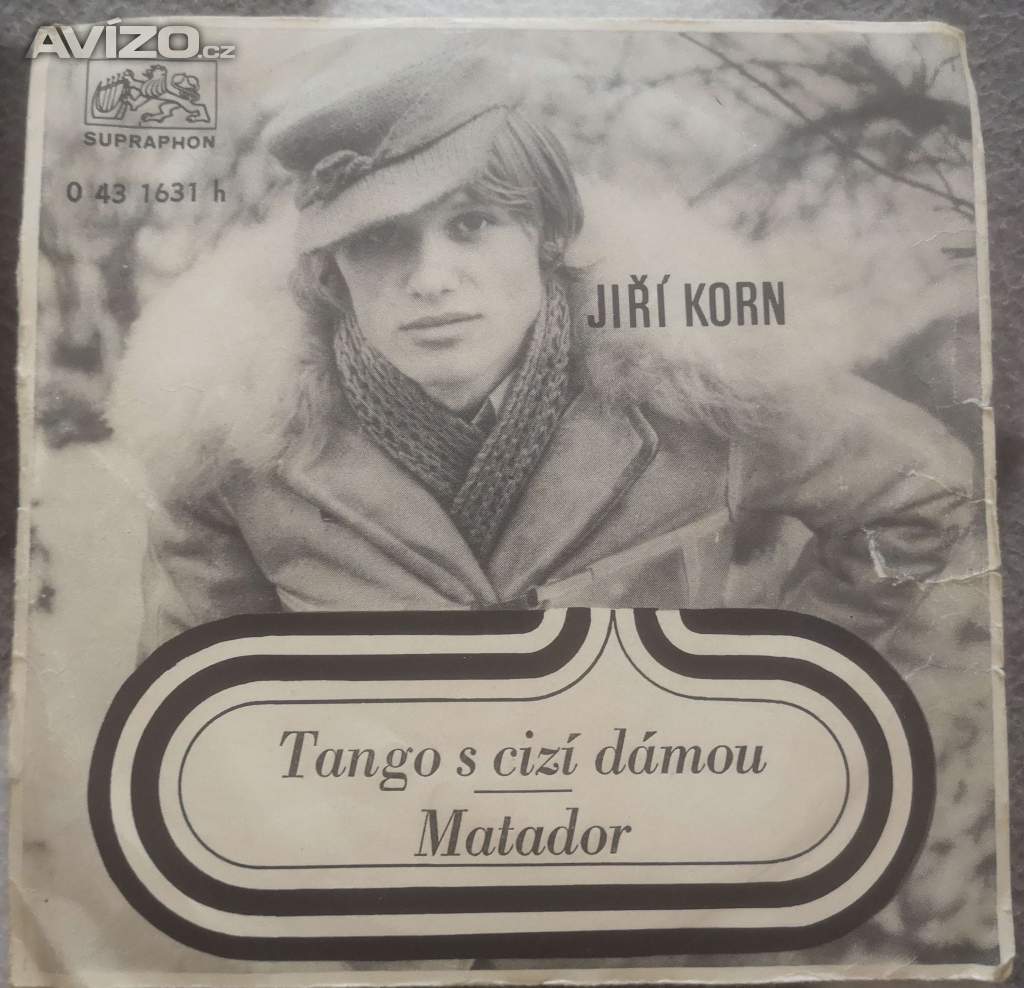 AVÍZO.cz
SUPRAPHON
0 43 1631 h
JIŘÍ KORN
Tango s cizí dámou
Matador